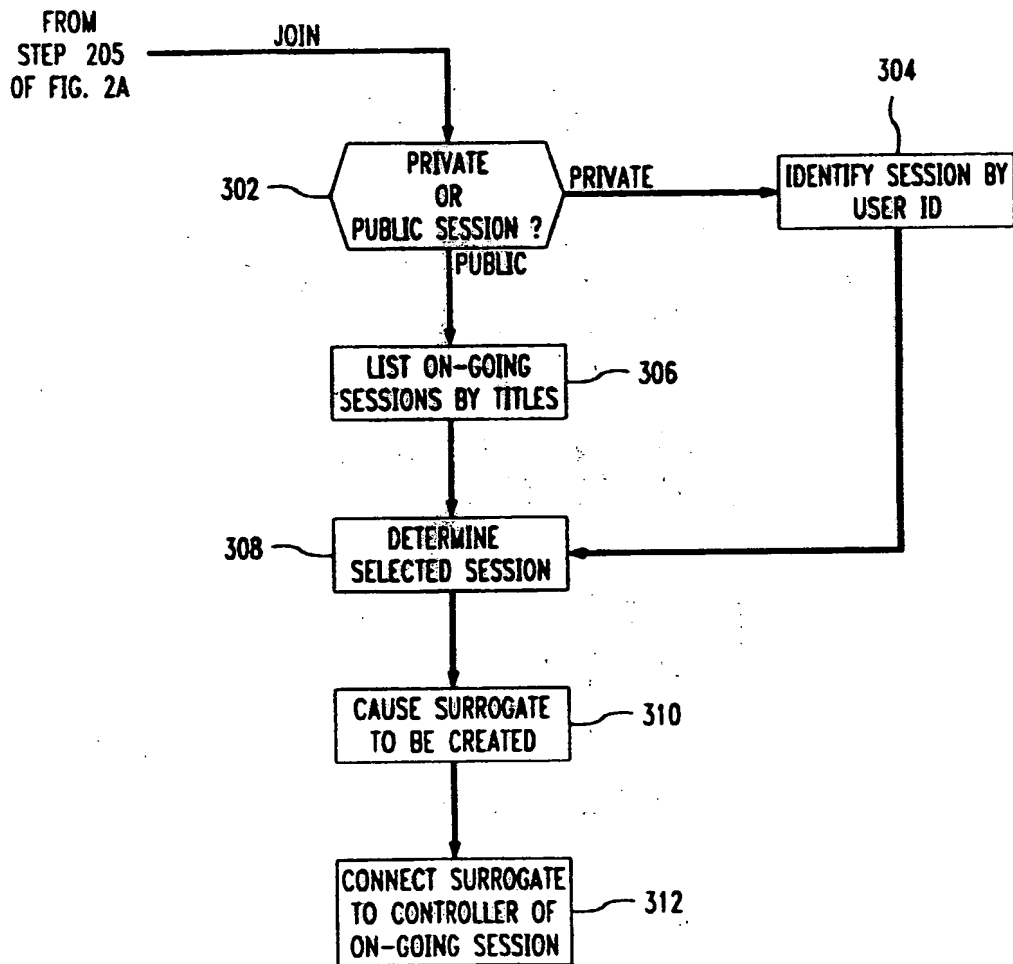 FROM
STEP 205
OF FIG. 2A
JOIN
304
302
PRIVATE
OR
PUBLIC SESSION ?
PRIVATE
IDENTIFY SESSION BY
USER ID
PUBLIC
LIST ON-GOING
SESSIONS BY TITLES
306
308
DETERMINE
SELECTED SESSION
CAUSE SURROGATE
TO BE CREATED
310
CONNECT SURROGATE
TO CONTROLLER OF
ON-GOING SESSION
312